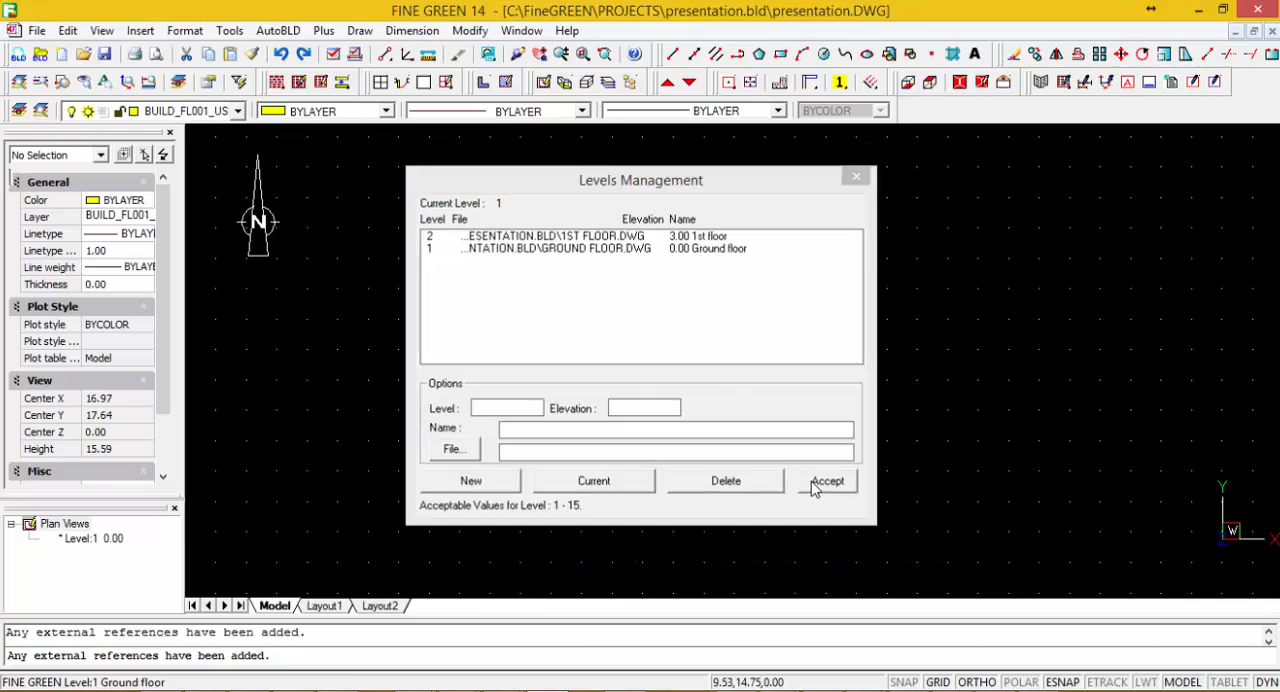 FINE GREEN 14 - [C:\FineGREEN\PROJECTS\presentation.bld\presentation.DWG]
File Edit View Insert Format Tools AutoBLD Plus Draw Dimension Modify Window Help
BUILD_FL001_US BYLAYER BYLAYER BYLAYER BYCOLOR
No Selection
General
Color BYLAYER
Layer BUILD_FL001_
Linetype BYLAY
Linetype ... 1.00
Line weight BYLAYE
Thickness 0.00
Plot Style
Plot style BYCOLOR
Plot style ...
Plot table ... Model
View
Center X 16.97
Center Y 17.64
Center Z 0.00
Height 15.59
Misc
Plan Views
* Level:1 0.00
N
Levels Management
Current Level : 1
Level File Elevation Name
2 ...ESENTATION.BLD\1ST FLOOR.DWG 3.00 1st floor
1 ...NTATION.BLD\GROUND FLOOR.DWG 0.00 Ground floor
Options
Level : Elevation :
Name :
File...
New Current Delete Accept
Acceptable Values for Level : 1 - 15.
Y
W
X
Model Layout1 Layout2
Any external references have been added.
Any external references have been added.
FINE GREEN Level:1 Ground floor 9.53,14.75,0.00 SNAP GRID ORTHO POLAR ESNAP ETRACK LWT MODEL TABLET DYN